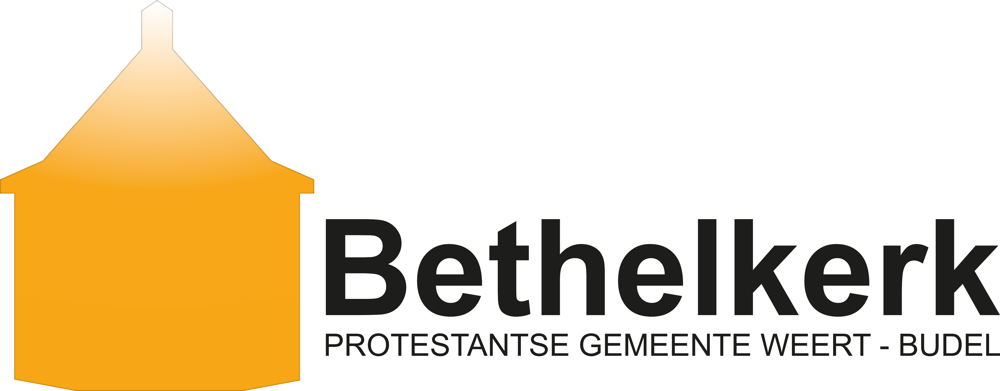 Bethelkerk
PROTESTANTSE GEMEENTE WEERT - BUDEL